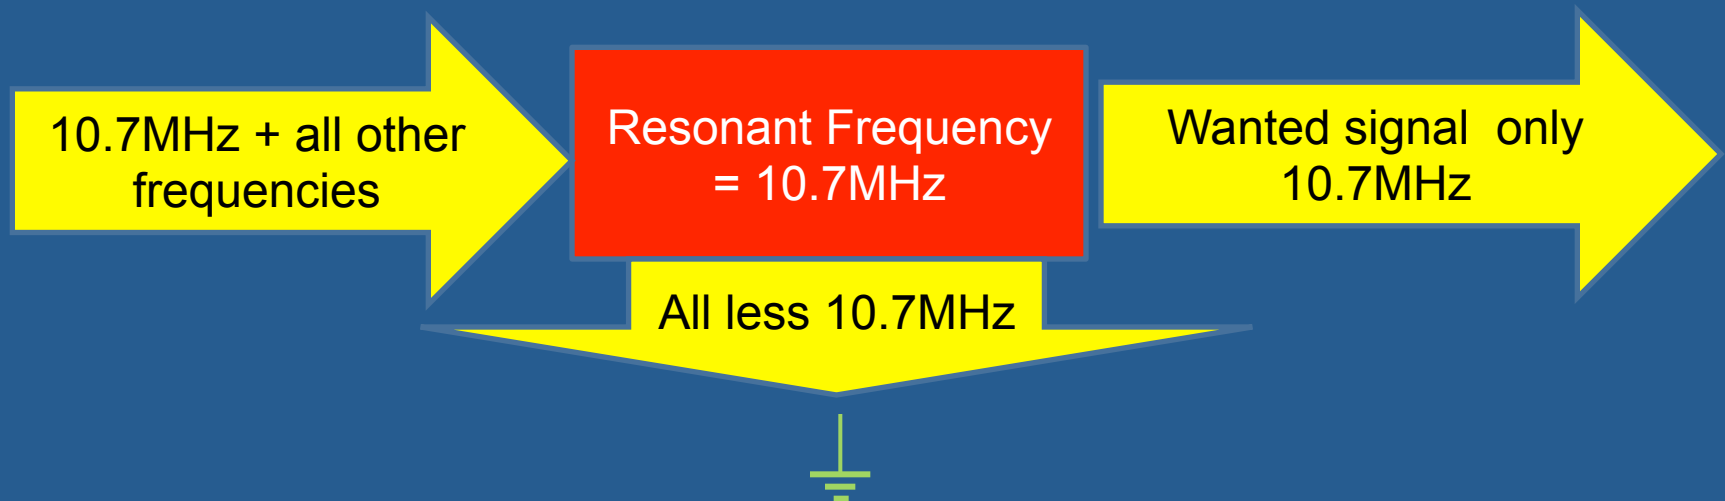 10.7MHz + all other
frequencies
Resonant Frequency
= 10.7MHz
Wanted signal only
10.7MHz
All less 10.7MHz